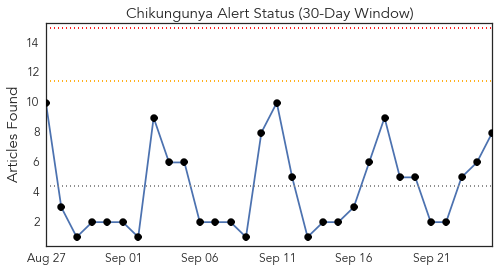 Chikungunya Alert Status (30-Day Window)
Articles Found
14
12
10
8
6
4
2
Aug 27 Sep 01 Sep 06 Sep 11 Sep 16 Sep 21